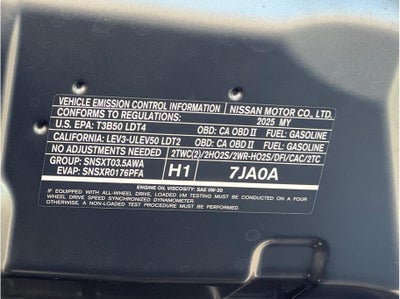 VEHICLE EMISSION CONTROL INFORMATION NISSAN MOTOR CO., LTD.
CONFORMS TO REGULATIONS: 2025 MY
U.S. EPA: T3B50 LDT4 OBD: CA OBD II FUEL: GASOLINE
CALIFORNIA: LEV3-ULEV50 LDT2 OBD: CA OBD II FUEL: GASOLINE
NO ADJUSTMENTS NEEDED 2TWC(2)/2HO2S/2WR-HO2S/DFI/CAC/2TC
GROUP: SNSXT03.5AWA
EVAP: SNSXR0176PFA
H1 7JA0A
ENGINE OIL VISCOSITY: SAE 0W-20
IF EQUIPPED WITH ALL-WHEEL DRIVE, LOADED I/M TESTING MUST BE CONDUCTED ON A FOUR
WHEEL DRIVE SPEED SYNCHRONIZED DYNAMOMETER.
OTHERWISE, A NON-LOADED TEST MUST BE CONDUCTED.